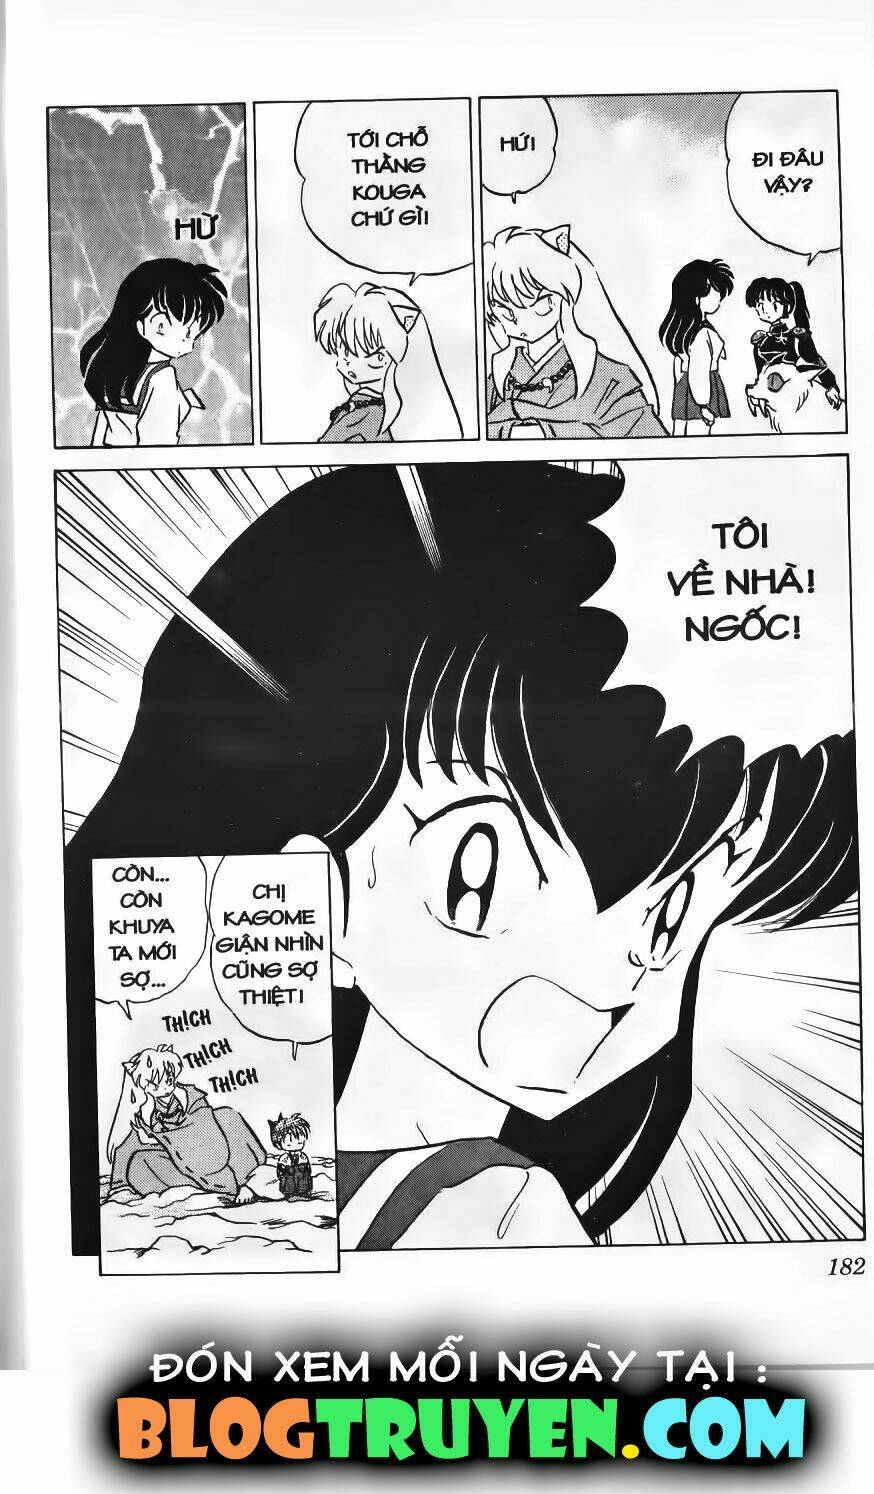 ĐI ĐÂU
VẬY?
HỨ!
TỚI CHỖ
THẰNG
KOUGA
CHỨ GÌ!
HỪ
TÔI
VỀ NHÀ!
NGỐC!
CHỊ
KAGOME
GIẬN NHÌN
CŨNG SỢ
THIỆT!
CÒN...
CÒN
KHUYA
TA MỚI
SỢ...
THỊCH
THỊCH
THỊCH
182
ĐÓN XEM MỖI NGÀY TẠI :
BLOGTRUYEN.COM